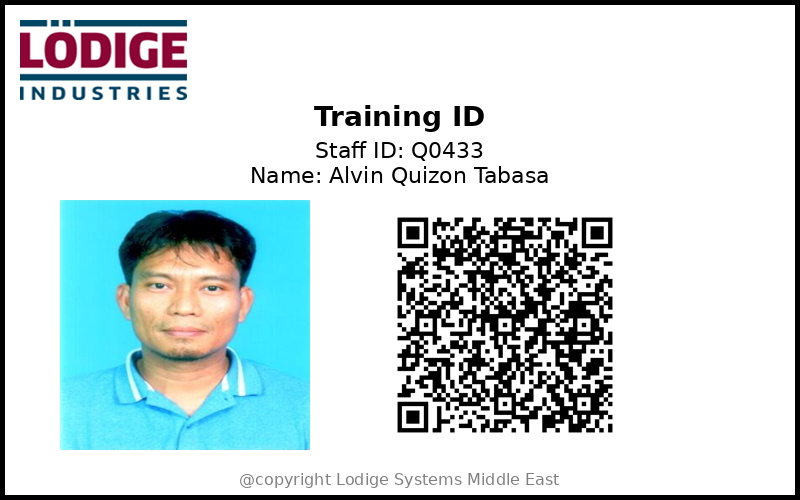 LÖDIGE
INDUSTRIES
Training ID
Staff ID: Q0433
Name: Alvin Quizon Tabasa
@copyright Lodige Systems Middle East